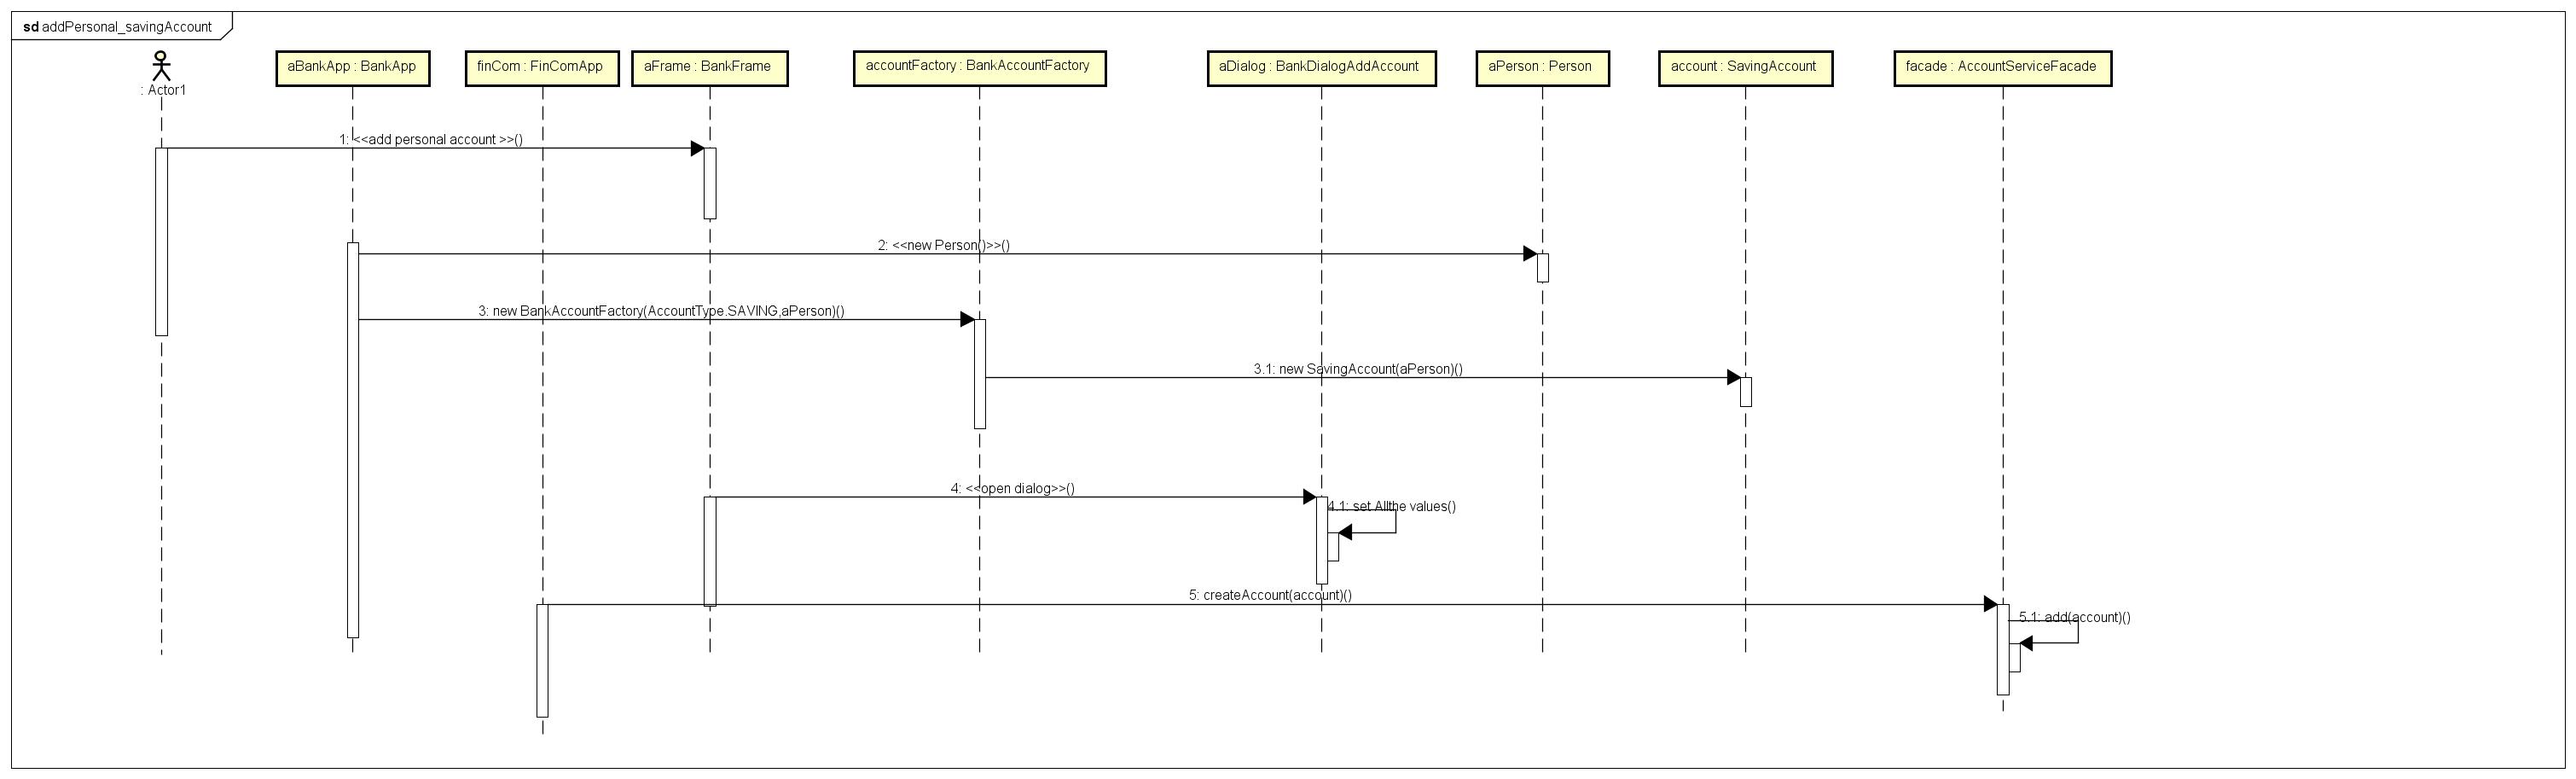 sd addPersonal_savingAccount
: Actor1
aBankApp : BankApp
finCom : FinComApp
aFrame : BankFrame
accountFactory : BankAccountFactory
aDialog : BankDialogAddAccount
aPerson : Person
account : SavingAccount
facade : AccountServiceFacade
1: <<add personal account >>()
2: <<new Person()>>()
3: new BankAccountFactory(AccountType.SAVING,aPerson)()
3.1: new SavingAccount(aPerson)()
4: <<open dialog>>()
4.1: set Allthe values()
5: createAccount(account)()
5.1: add(account)()